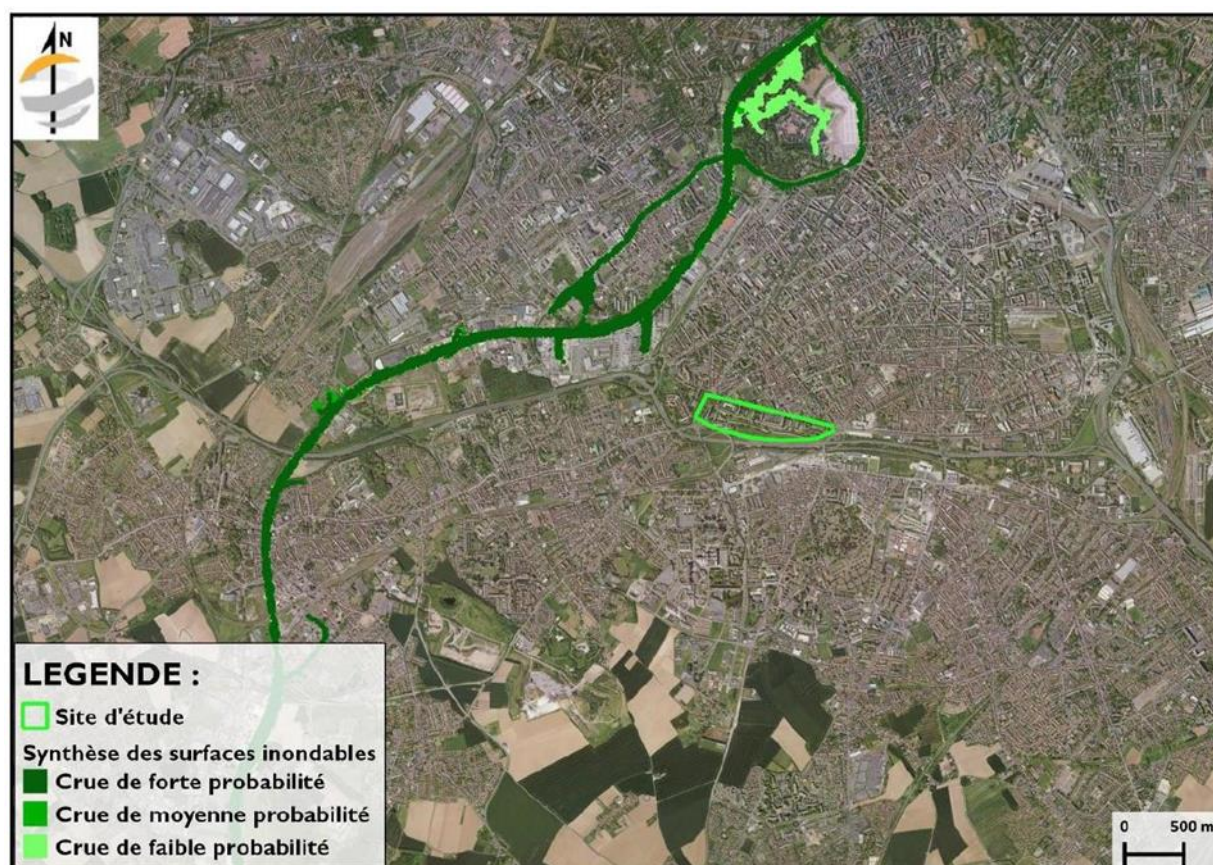 N
LEGENDE :
Site d'étude
Synthèse des surfaces inondables
Crue de forte probabilité
Crue de moyenne probabilité
Crue de faible probabilité
0 500 m